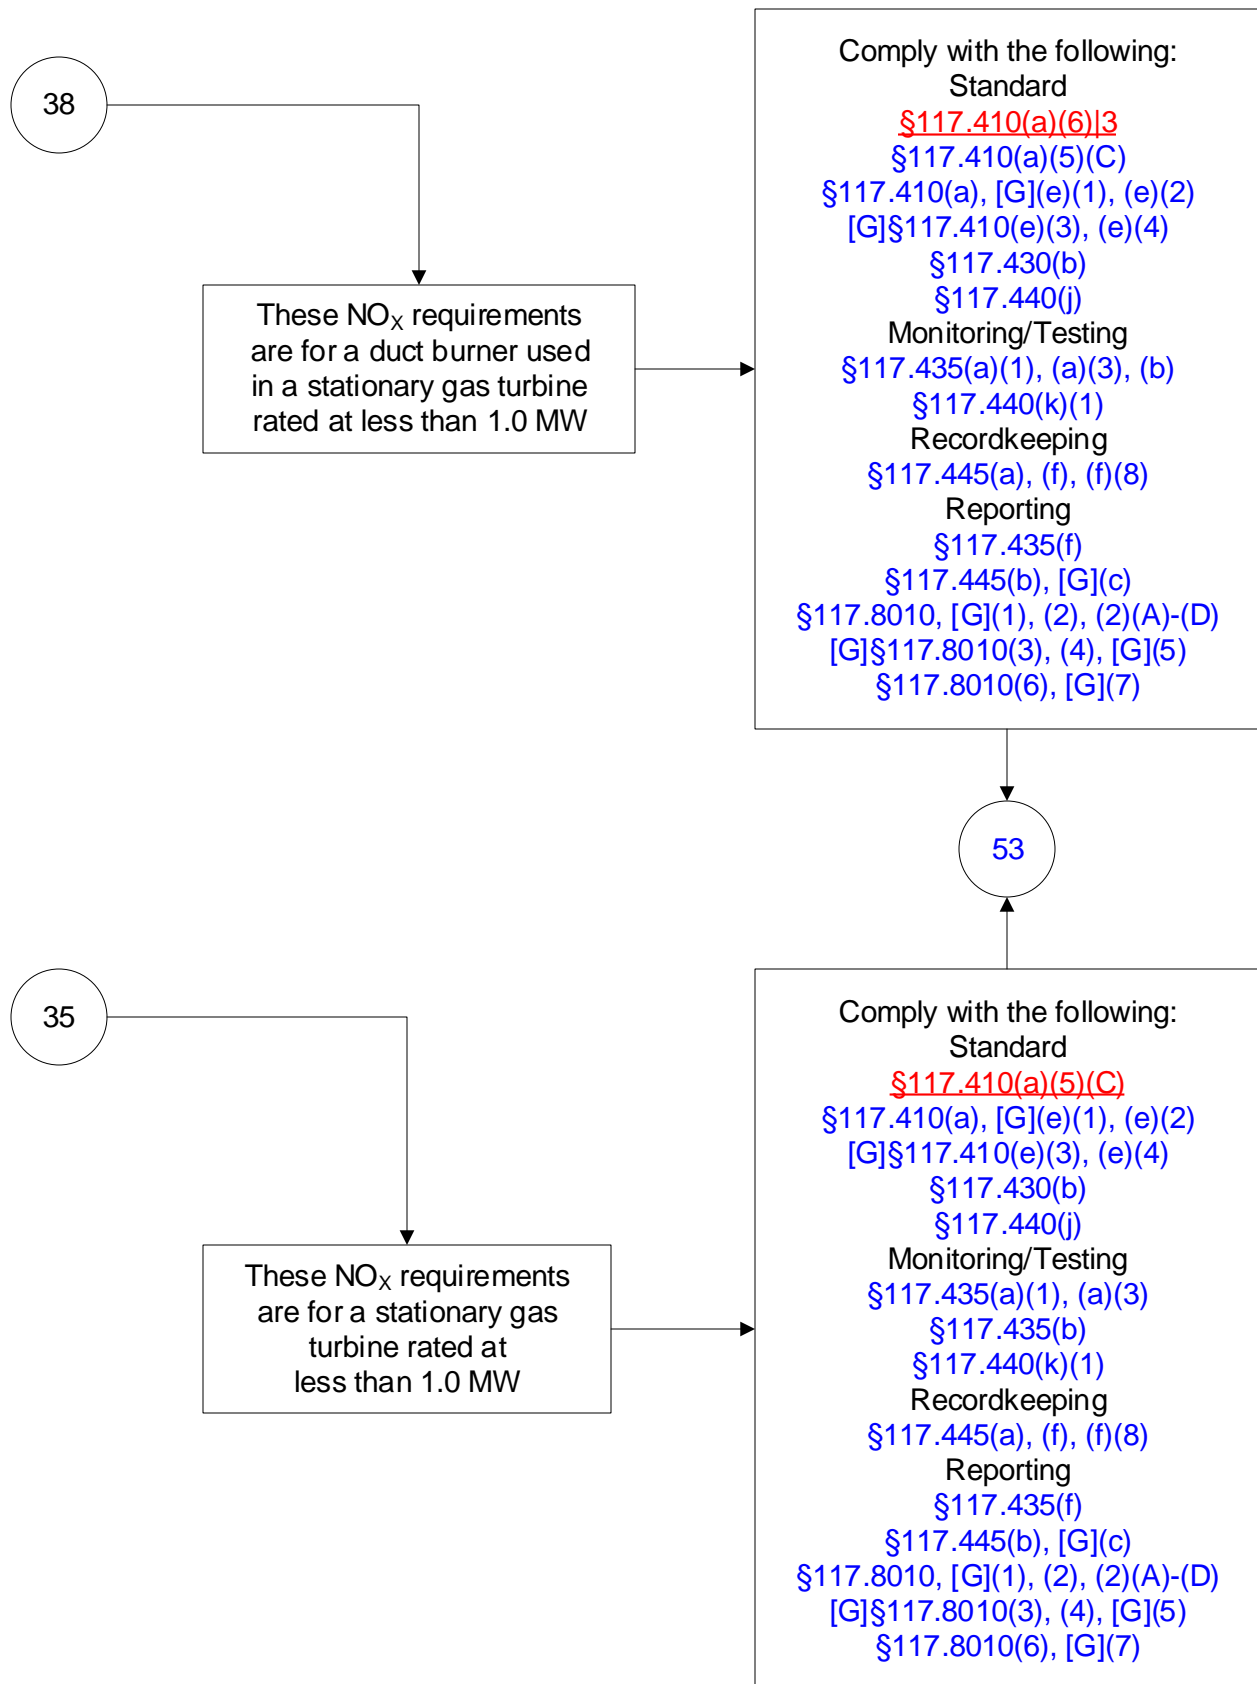 38
These NOX requirements
are for a duct burner used
in a stationary gas turbine
rated at less than 1.0 MW
Comply with the following:
Standard
§117.410(a)(6)|3
§117.410(a)(5)(C)
§117.410(a), [G](e)(1), (e)(2)
[G]§117.410(e)(3), (e)(4)
§117.430(b)
§117.440(j)
Monitoring/Testing
§117.435(a)(1), (a)(3), (b)
§117.440(k)(1)
Recordkeeping
§117.445(a), (f), (f)(8)
Reporting
§117.435(f)
§117.445(b), [G](c)
§117.8010, [G](1), (2), (2)(A)-(D)
[G]§117.8010(3), (4), [G](5)
§117.8010(6), [G](7)
53
35
These NOX requirements
are for a stationary gas
turbine rated at
less than 1.0 MW
Comply with the following:
Standard
§117.410(a)(5)(C)
§117.410(a), [G](e)(1), (e)(2)
[G]§117.410(e)(3), (e)(4)
§117.430(b)
§117.440(j)
Monitoring/Testing
§117.435(a)(1), (a)(3)
§117.435(b)
§117.440(k)(1)
Recordkeeping
§117.445(a), (f), (f)(8)
Reporting
§117.435(f)
§117.445(b), [G](c)
§117.8010, [G](1), (2), (2)(A)-(D)
[G]§117.8010(3), (4), [G](5)
§117.8010(6), [G](7)